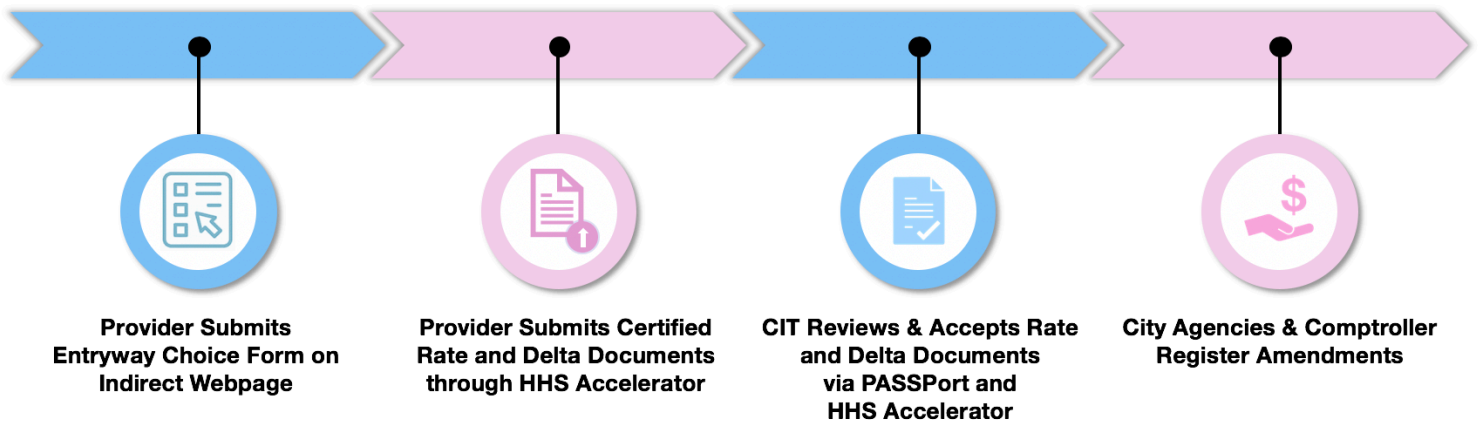 Provider Submits
Entryway Choice Form on
Indirect Webpage
Provider Submits Certified
Rate and Delta Documents
through HHS Accelerator
CIT Reviews & Accepts Rate
and Delta Documents
via PASSPort and
HHS Accelerator
$
City Agencies & Comptroller
Register Amendments